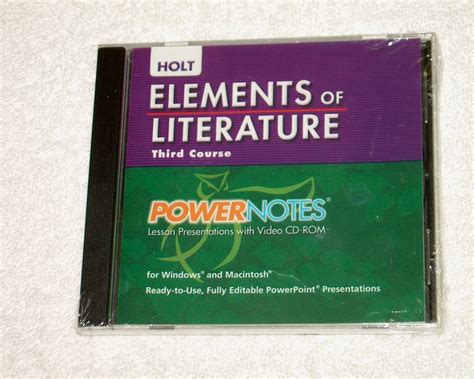 HOLT
ELEMENTS OF
LITERATURE
Third Course
POWERNOTES®
Lesson Presentations with Video CD-ROM
for Windows® and Macintosh®
Ready-to-Use, Fully Editable PowerPoint® Presentations